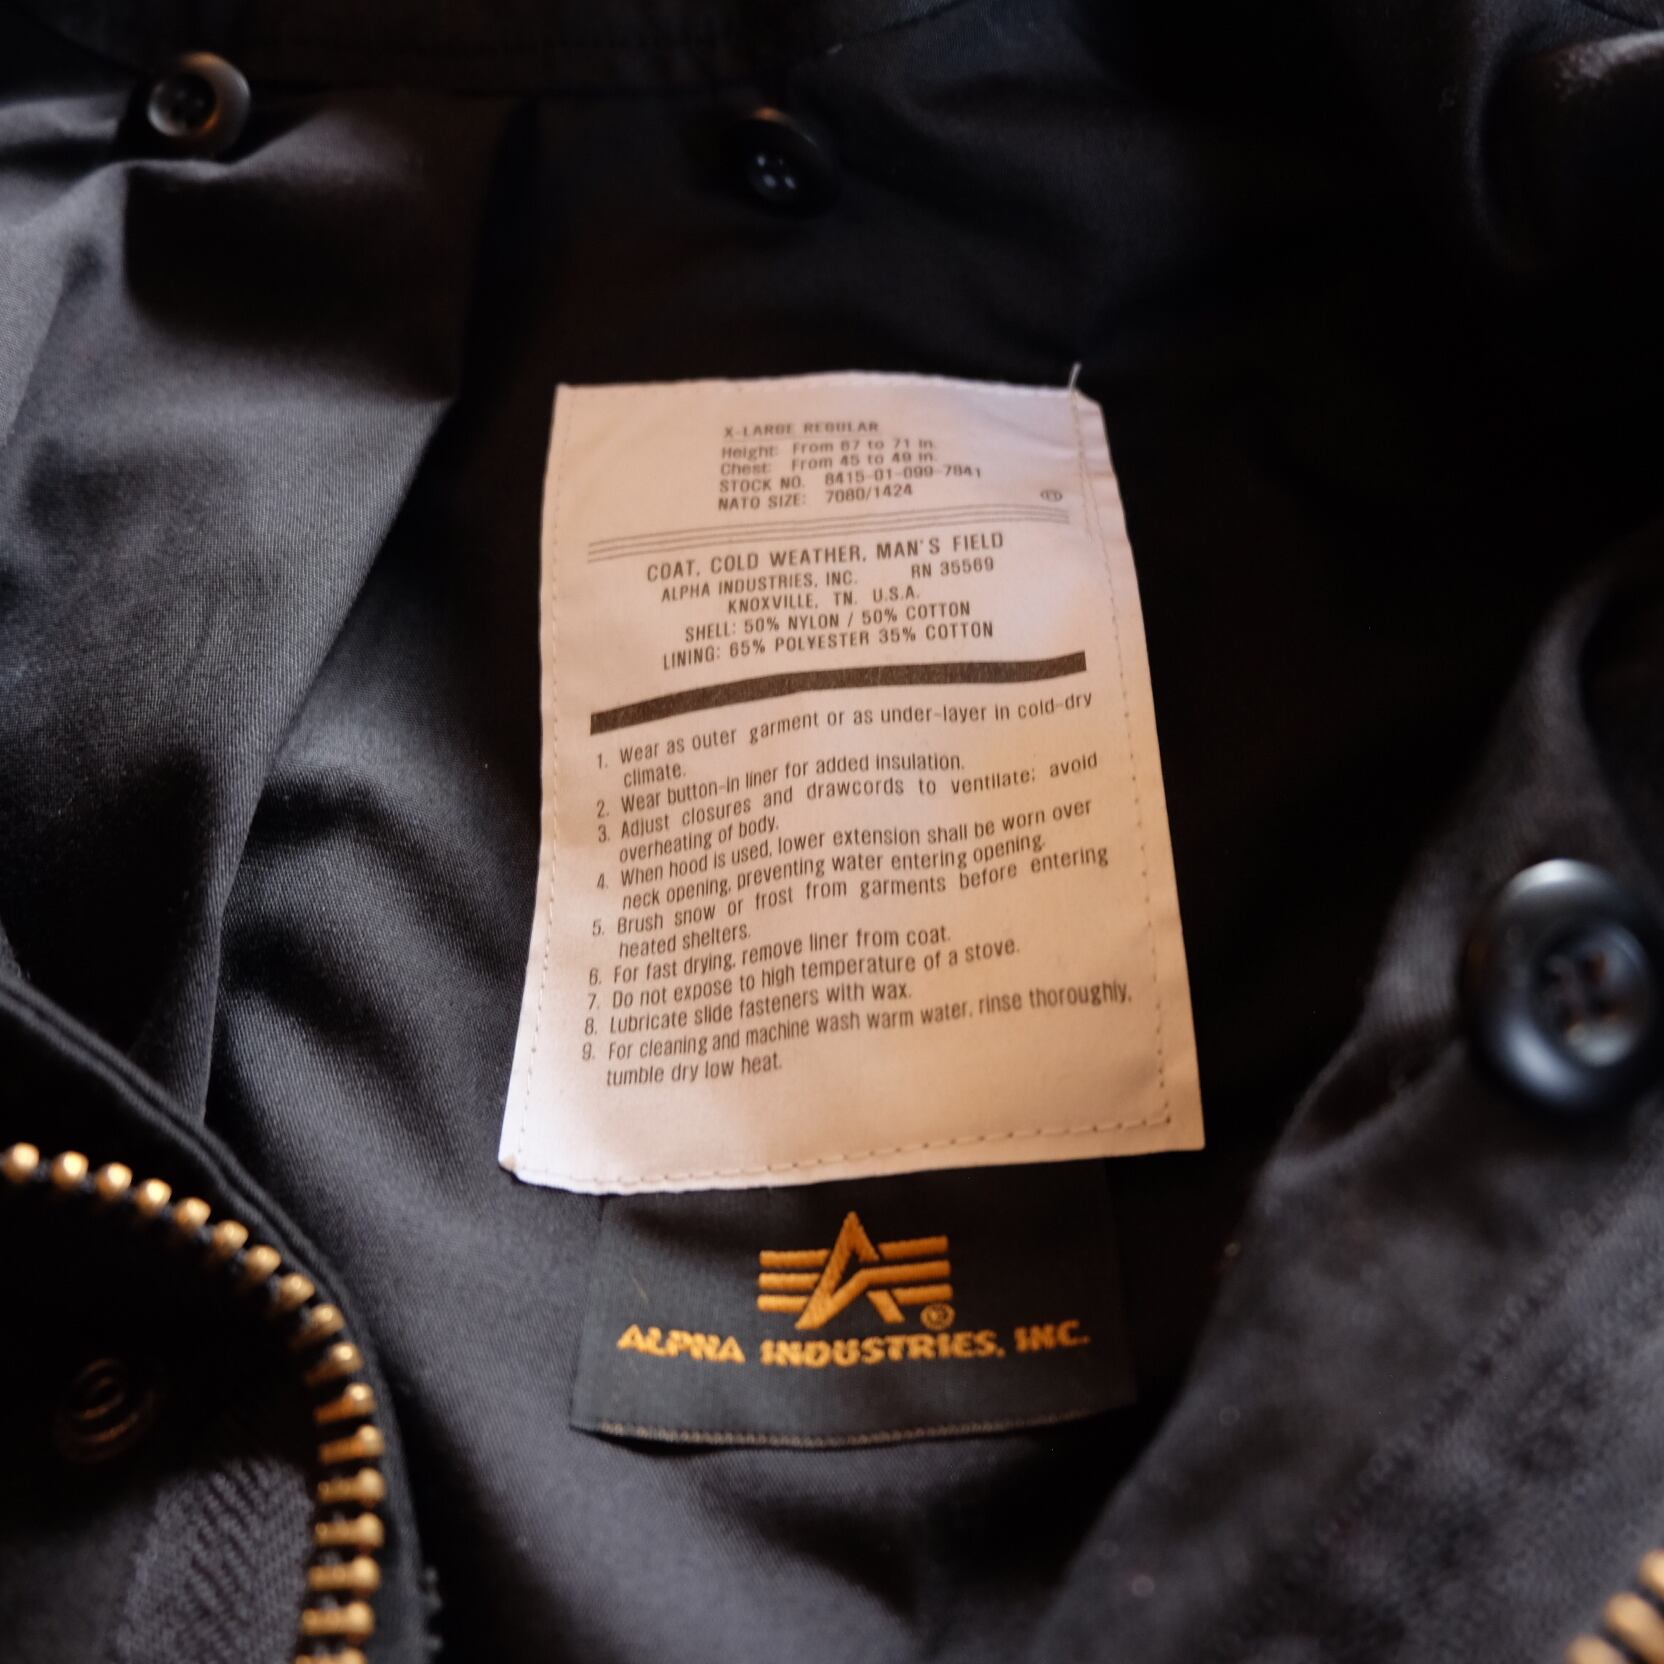 X-LARGE REGULAR
Height: From 67 to 71 in.
Chest: From 45 to 49 in.
STOCK NO. 8415-01-099-7841
NATO SIZE: 7080/1424
COAT, COLD WEATHER, MAN'S FIELD
ALPHA INDUSTRIES, INC. RN 35569
KNOXVILLE, TN. U.S.A.
SHELL: 50% NYLON / 50% COTTON
LINING: 65% POLYESTER 35% COTTON
1. Wear as outer garment or as under-layer in cold-dry
climate.
2. Wear button-in liner for added insulation.
3. Adjust closures and drawcords to ventilate; avoid
overheating of body.
4. When hood is used, lower extension shall be worn over
neck opening, preventing water entering opening.
5. Brush snow or frost from garments before entering
heated shelters.
6. For fast drying, remove liner from coat.
7. Do not expose to high temperature of a stove.
8. Lubricate slide fasteners with wax.
9. For cleaning and machine wash warm water, rinse thoroughly,
tumble dry low heat.
®
ALPHA INDUSTRIES, INC.